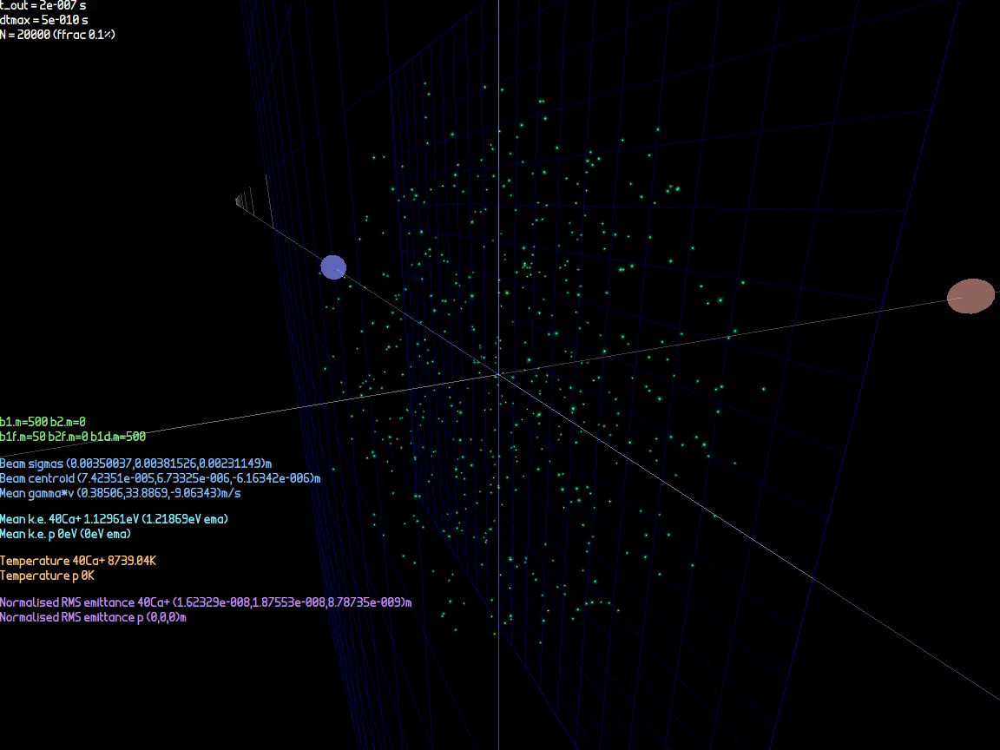 t_out = 2e-007 s
dtmax = 5e-010 s
N = 20000 (ffrac 0.1%)
b1.m=500 b2.m=0
b1f.m=50 b2f.m=0 b1d.m=500
Beam sigmas (0.00350037,0.00381526,0.00231149)m
Beam centroid (7.42351e-005,6.73325e-006,-6.16342e-006)m
Mean gamma*v (0.38506,33.8869,-9.06343)m/s
Mean k.e. 40Ca+ 1.12961eV (1.21869eV ema)
Mean k.e. p 0eV (0eV ema)
Temperature 40Ca+ 8739.04K
Temperature p 0K
Normalised RMS emittance 40Ca+ (1.62329e-008,1.87553e-008,8.78735e-009)m
Normalised RMS emittance p (0,0,0)m